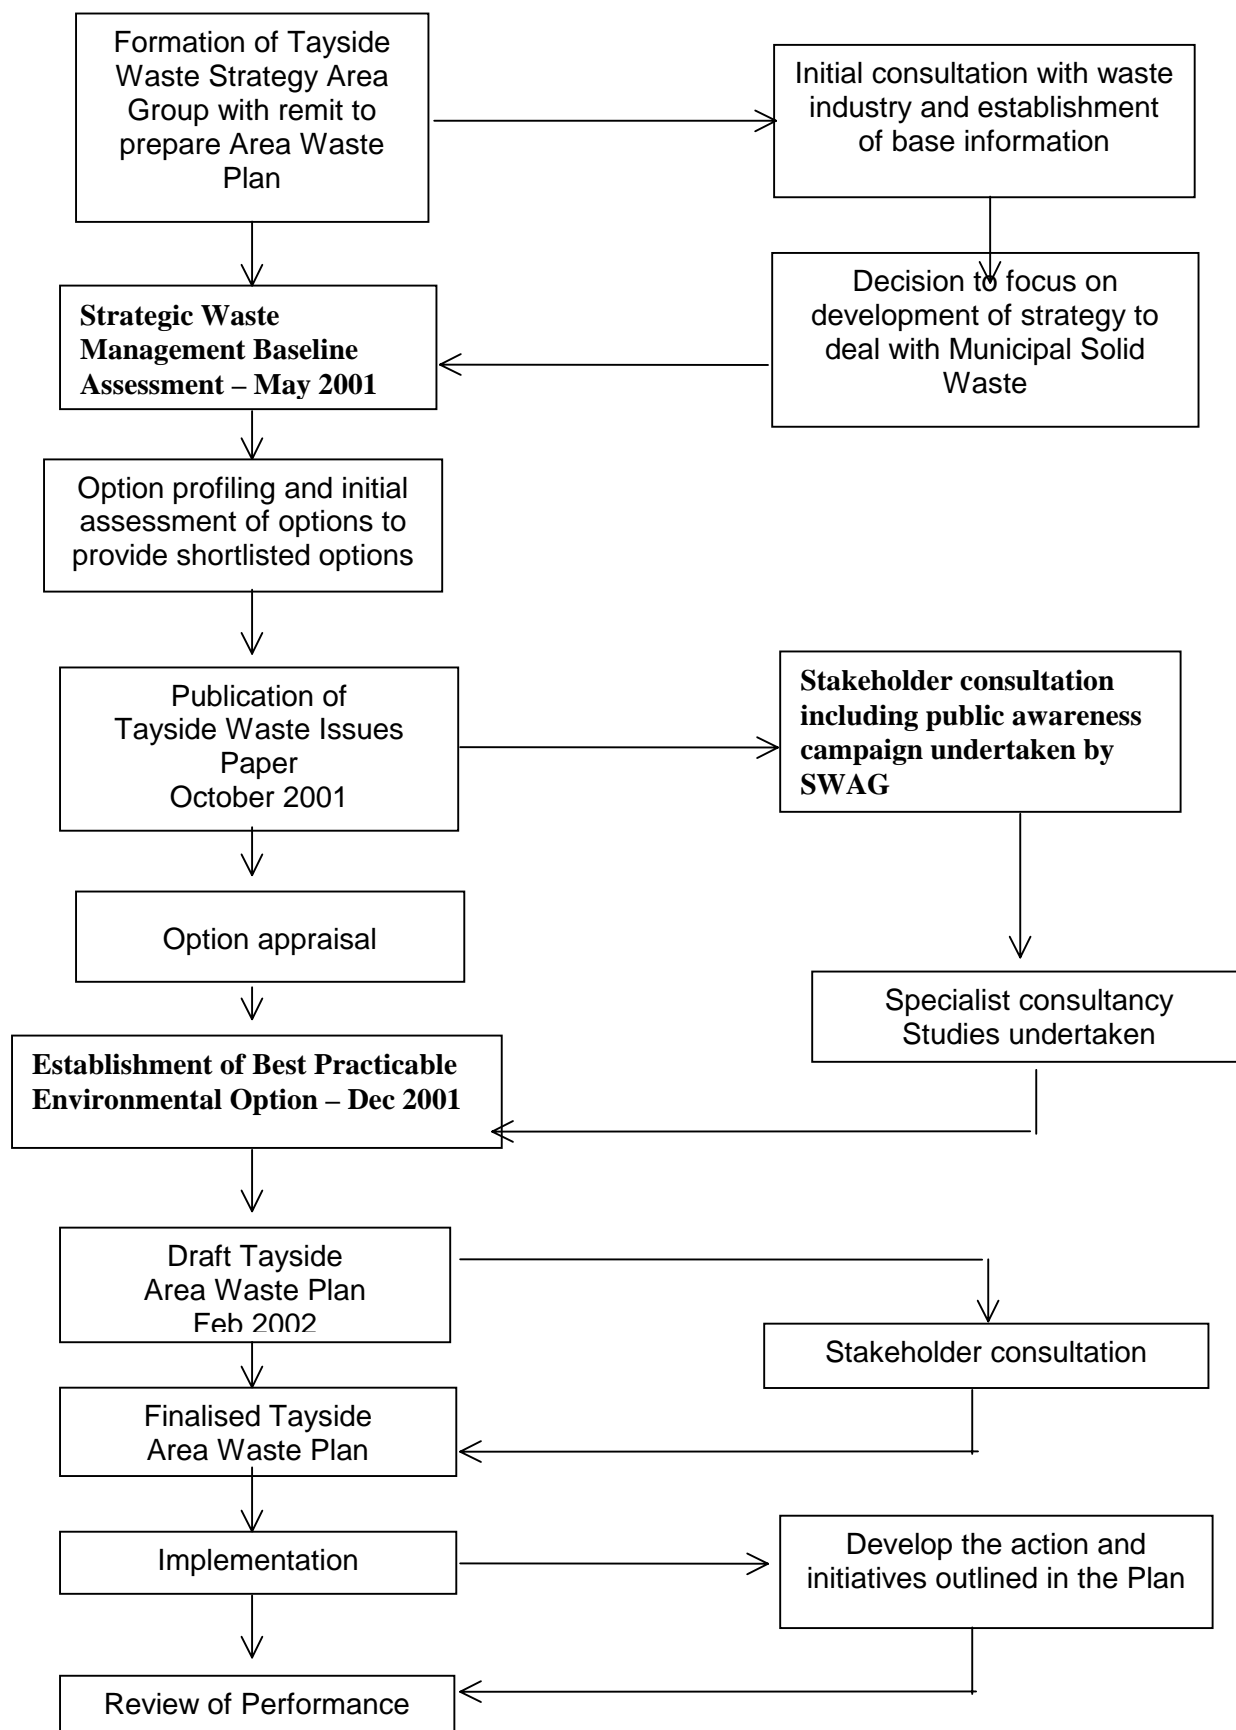 Formation of Tayside
Waste Strategy Area
Group with remit to
prepare Area Waste
Plan
Initial consultation with waste
industry and establishment
of base information
Decision to focus on
development of strategy to
deal with Municipal Solid
Waste
Strategic Waste
Management Baseline
Assessment – May 2001
Option profiling and initial
assessment of options to
provide shortlisted options
Publication of
Tayside Waste Issues
Paper
October 2001
Stakeholder consultation
including public awareness
campaign undertaken by
SWAG
Option appraisal
Specialist consultancy
Studies undertaken
Establishment of Best Practicable
Environmental Option – Dec 2001
Draft Tayside
Area Waste Plan
Feb 2002
Stakeholder consultation
Finalised Tayside
Area Waste Plan
Implementation
Develop the action and
initiatives outlined in the Plan
Review of Performance